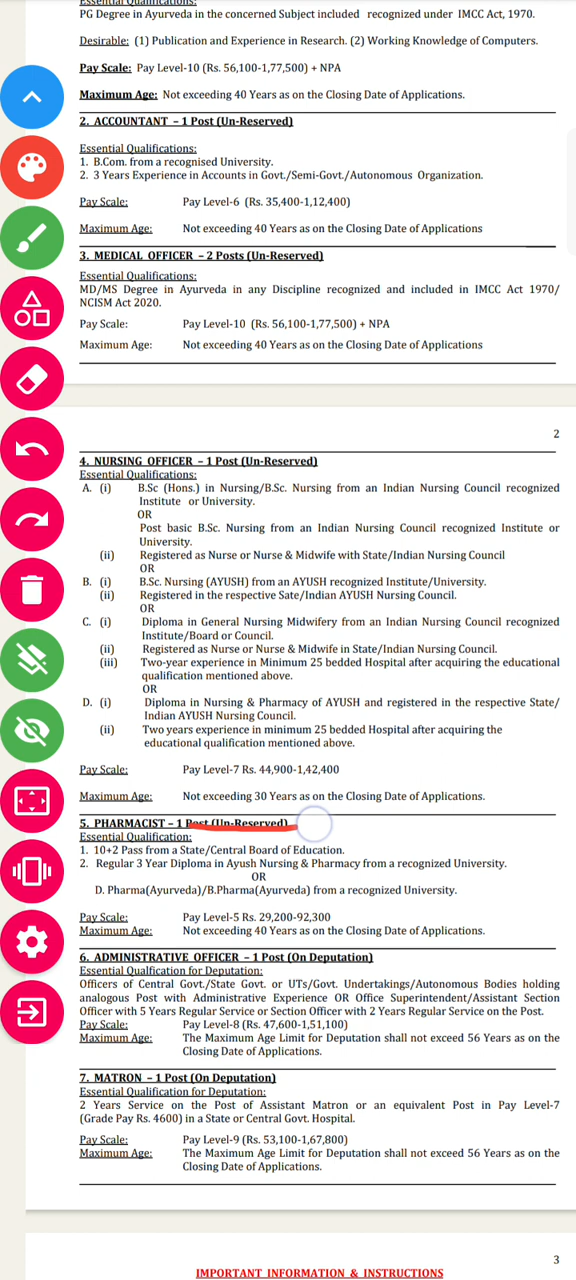 Essential Qualifications:
PG Degree in Ayurveda in the concerned Subject included recognized under IMCC Act, 1970.
Desirable: (1) Publication and Experience in Research. (2) Working Knowledge of Computers.
Pay Scale: Pay Level-10 (Rs. 56,100-1,77,500) + NPA
Maximum Age: Not exceeding 40 Years as on the Closing Date of Applications.
2. ACCOUNTANT – 1 Post (Un-Reserved)
Essential Qualifications:
1. B.Com. from a recognised University.
2. 3 Years Experience in Accounts in Govt./Semi-Govt./Autonomous Organization.
Pay Scale: Pay Level-6 (Rs. 35,400-1,12,400)
Maximum Age: Not exceeding 40 Years as on the Closing Date of Applications
3. MEDICAL OFFICER – 2 Posts (Un-Reserved)
Essential Qualifications:
MD/MS Degree in Ayurveda in any Discipline recognized and included in IMCC Act 1970/
NCISM Act 2020.
Pay Scale: Pay Level-10 (Rs. 56,100-1,77,500) + NPA
Maximum Age: Not exceeding 40 Years as on the Closing Date of Applications
2
4. NURSING OFFICER – 1 Post (Un-Reserved)
Essential Qualifications:
A. (i) B.Sc (Hons.) in Nursing/B.Sc. Nursing from an Indian Nursing Council recognized
Institute or University.
OR
Post basic B.Sc. Nursing from an Indian Nursing Council recognized Institute or
University.
(ii) Registered as Nurse or Nurse & Midwife with State/Indian Nursing Council
OR
B. (i) B.Sc. Nursing (AYUSH) from an AYUSH recognized Institute/University.
(ii) Registered in the respective Sate/Indian AYUSH Nursing Council.
OR
C. (i) Diploma in General Nursing Midwifery from an Indian Nursing Council recognized
Institute/Board or Council.
(ii) Registered as Nurse or Nurse & Midwife in State/Indian Nursing Council.
(iii) Two-year experience in Minimum 25 bedded Hospital after acquiring the educational
qualification mentioned above.
OR
D. (i) Diploma in Nursing & Pharmacy of AYUSH and registered in the respective State/
Indian AYUSH Nursing Council.
(ii) Two years experience in minimum 25 bedded Hospital after acquiring the
educational qualification mentioned above.
Pay Scale: Pay Level-7 Rs. 44,900-1,42,400
Maximum Age: Not exceeding 30 Years as on the Closing Date of Applications.
5. PHARMACIST – 1 Post (Un-Reserved)
Essential Qualification:
1. 10+2 Pass from a State/Central Board of Education.
2. Regular 3 Year Diploma in Ayush Nursing & Pharmacy from a recognized University.
OR
D. Pharma(Ayurveda)/B.Pharma(Ayurveda) from a recognized University.
Pay Scale: Pay Level-5 Rs. 29,200-92,300
Maximum Age: Not exceeding 40 Years as on the Closing Date of Applications.
6. ADMINISTRATIVE OFFICER – 1 Post (On Deputation)
Essential Qualfication for Deputation:
Officers of Central Govt./State Govt. or UTs/Govt. Undertakings/Autonomous Bodies holding
analogous Post with Administrative Experience OR Office Superintendent/Assistant Section
Officer with 5 Years Regular Service or Section Officer with 2 Years Regular Service on the Post.
Pay Scale: Pay Level-8 (Rs. 47,600-1,51,100)
Maximum Age: The Maximum Age Limit for Deputation shall not exceed 56 Years as on the
Closing Date of Applications.
7. MATRON – 1 Post (On Deputation)
Essential Qualification for Deputation:
2 Years Service on the Post of Assistant Matron or an equivalent Post in Pay Level-7
(Grade Pay Rs. 4600) in a State or Central Govt. Hospital.
Pay Scale: Pay Level-9 (Rs. 53,100-1,67,800)
Maximum Age: The Maximum Age Limit for Deputation shall not exceed 56 Years as on the
Closing Date of Applications.
3
IMPORTANT INFORMATION & INSTRUCTIONS